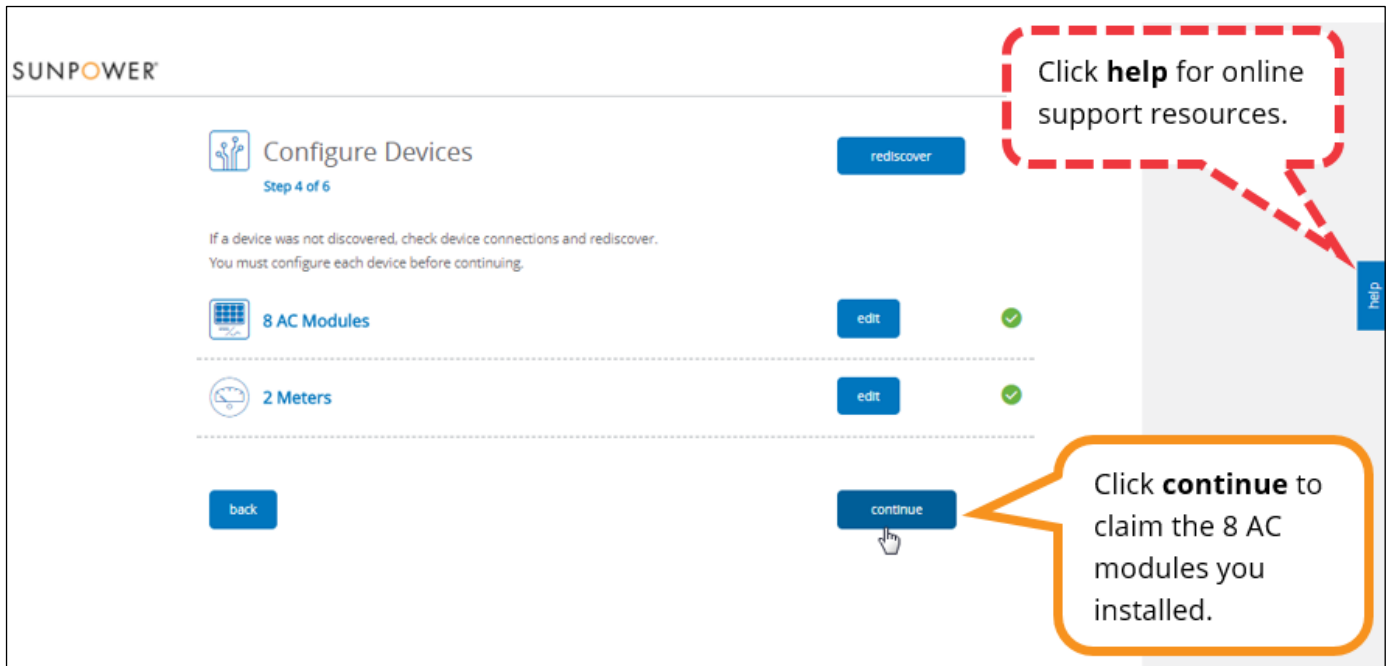 SUNPOWER®
Click help for online
support resources.
Configure Devices
rediscover
Step 4 of 6
If a device was not discovered, check device connections and rediscover.
You must configure each device before continuing.
help
8 AC Modules
edit
2 Meters
edit
back
continue
Click continue to
claim the 8 AC
modules you
installed.